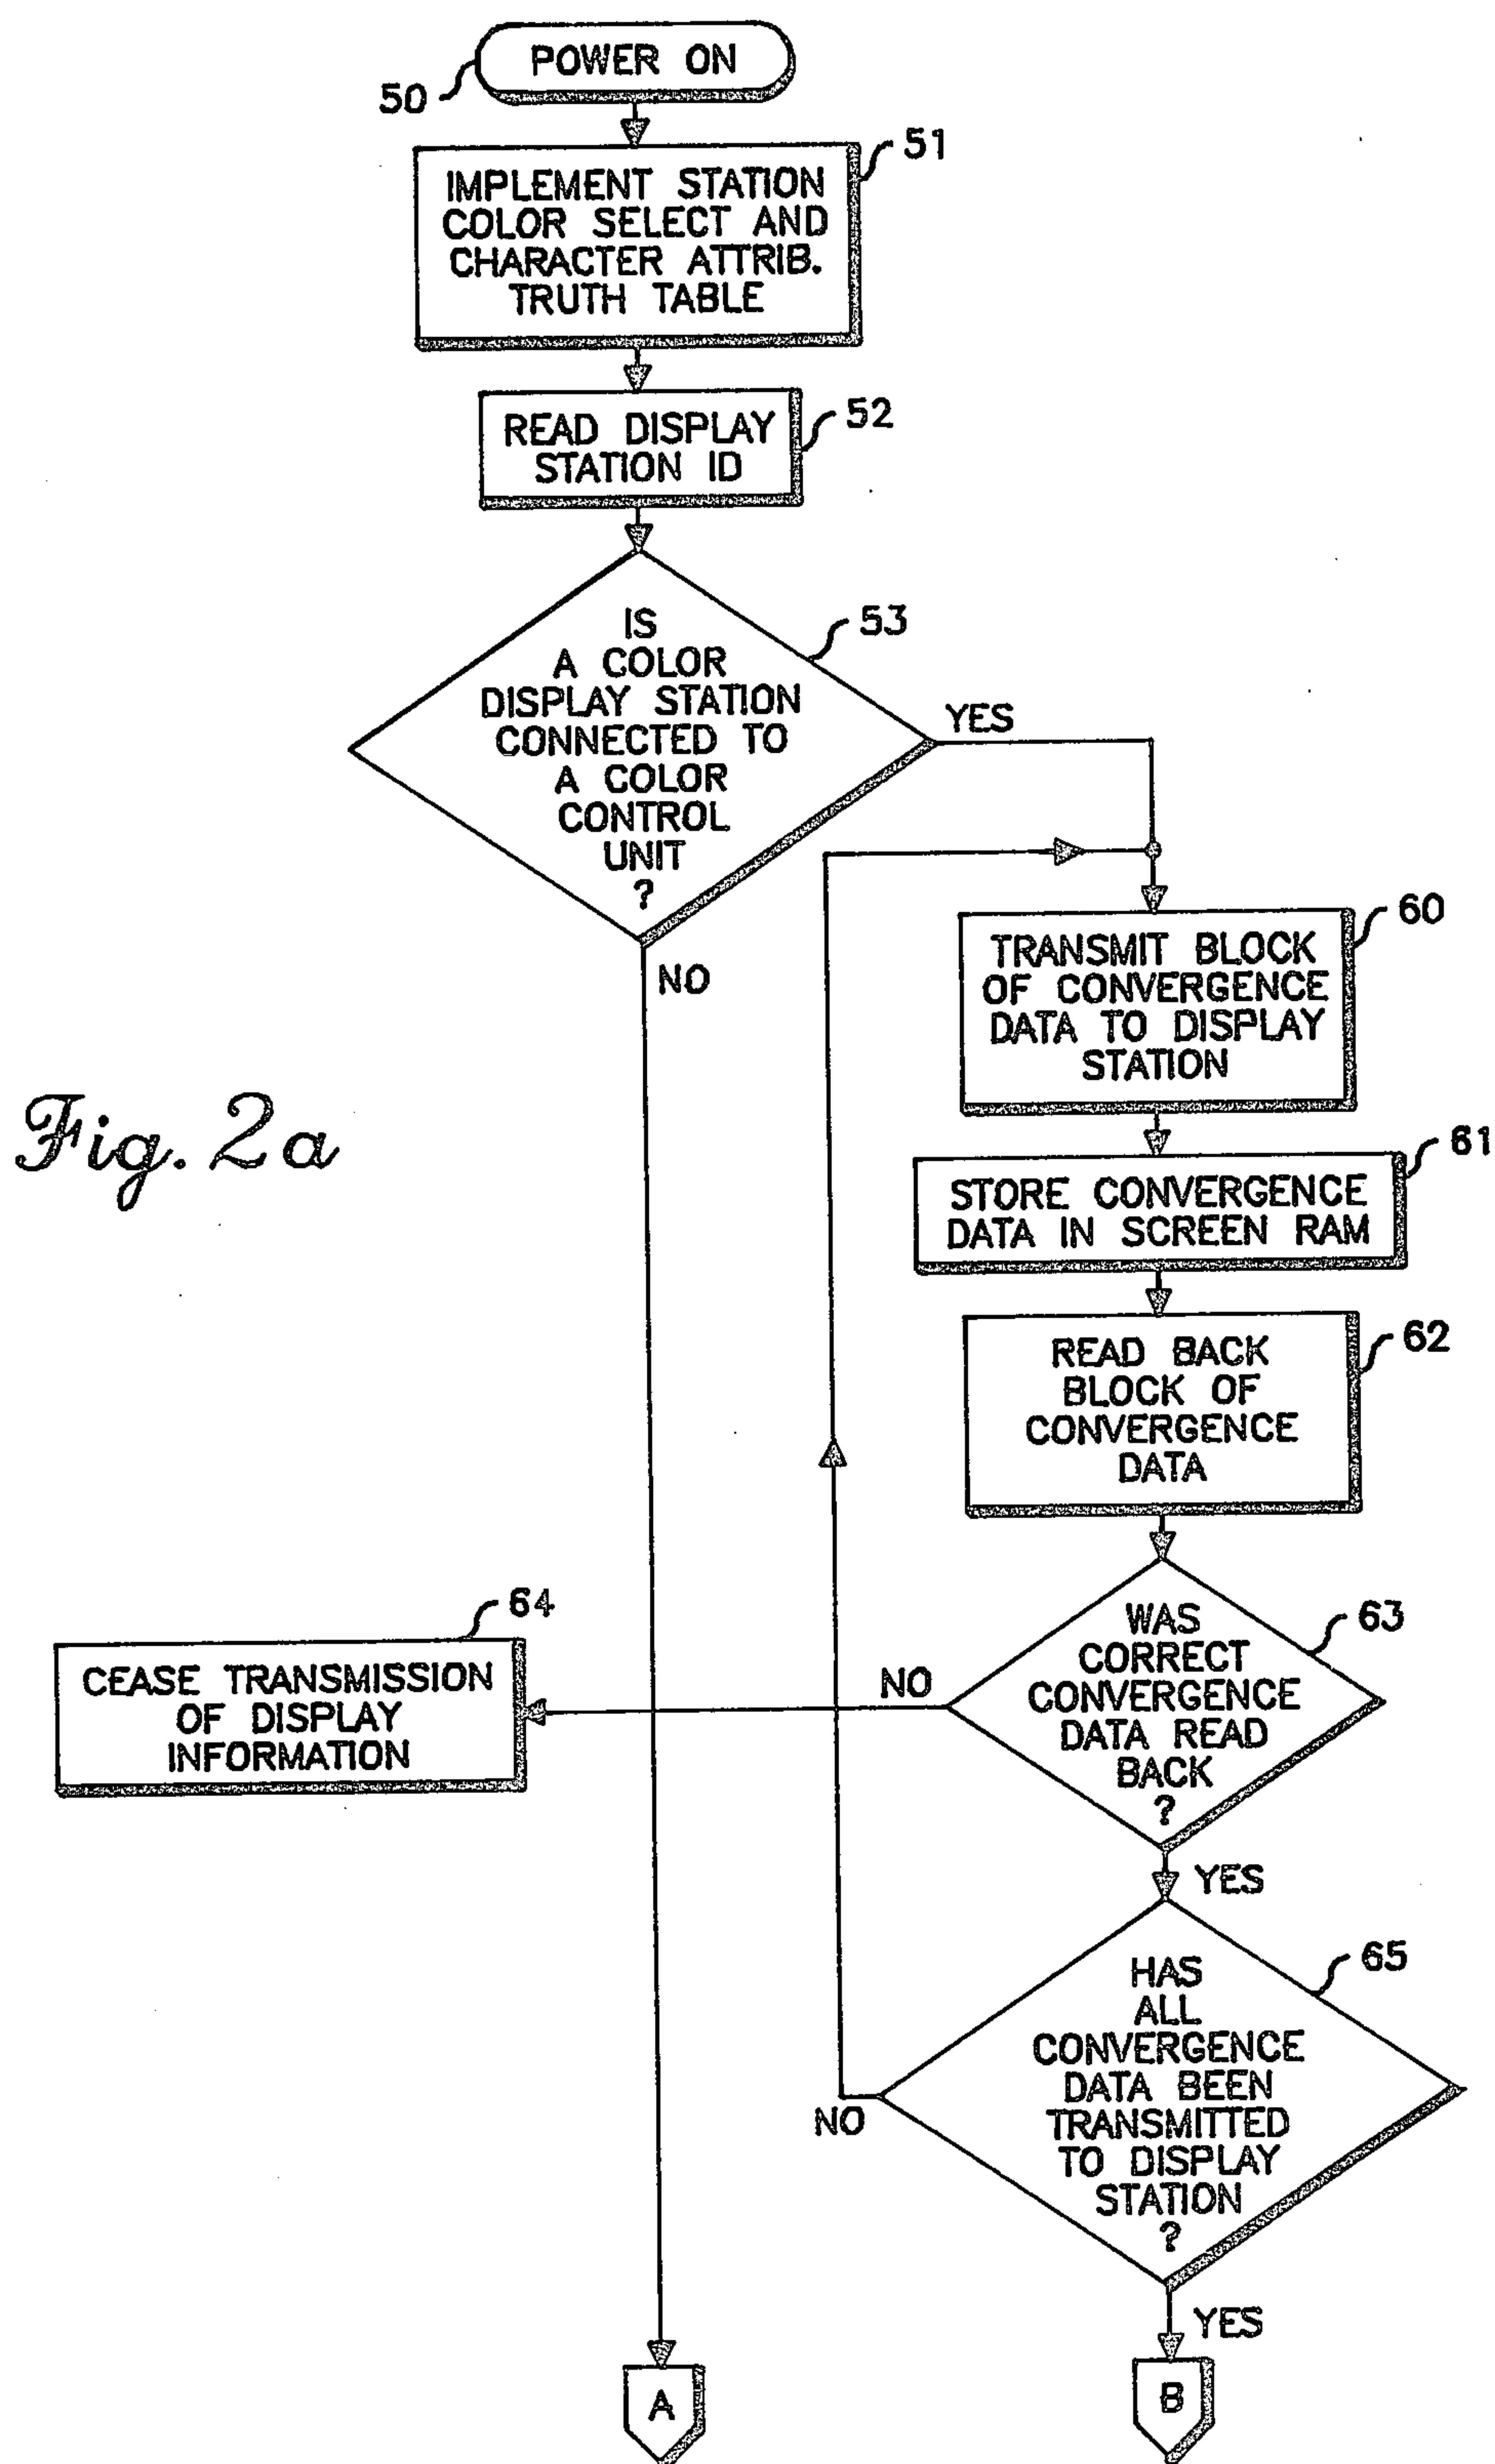 POWER ON
50
51
IMPLEMENT STATION
COLOR SELECT AND
CHARACTER ATTRIB.
TRUTH TABLE
52
READ DISPLAY
STATION ID
53
IS
A COLOR
DISPLAY STATION
CONNECTED TO
A COLOR
CONTROL
UNIT
?
YES
NO
60
TRANSMIT BLOCK
OF CONVERGENCE
DATA TO DISPLAY
STATION
Fig. 2a
61
STORE CONVERGENCE
DATA IN SCREEN RAM
62
READ BACK
BLOCK OF
CONVERGENCE
DATA
64
CEASE TRANSMISSION
OF DISPLAY
INFORMATION
63
WAS
CORRECT
CONVERGENCE
DATA READ
BACK
?
NO
YES
65
HAS
ALL
CONVERGENCE
DATA BEEN
TRANSMITTED
TO DISPLAY
STATION
?
NO
YES
A
B